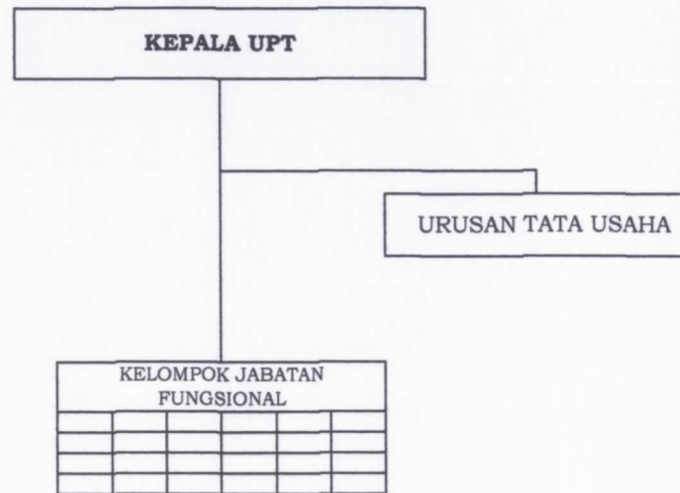 KEPALA UPT
URUSAN TATA USAHA
KELOMPOK JABATAN
FUNGSIONAL